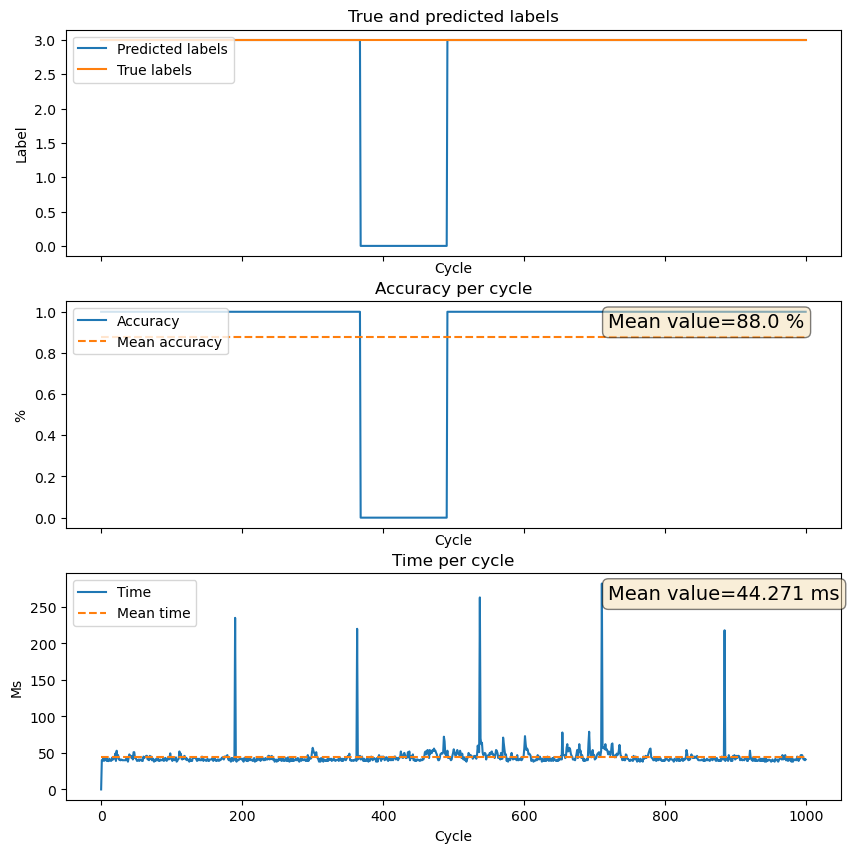 True and predicted labels
3.0
2.5
2.0
1.5
1.0
0.5
0.0
Label
Predicted labels
True labels
Cycle
Accuracy per cycle
1.0
0.8
0.6
0.4
0.2
0.0
%
Accuracy
Mean accuracy
Mean value=88.0 %
Cycle
Time per cycle
250
200
150
100
50
0
Ms
Time
Mean time
Mean value=44.271 ms
0 200 400 600 800 1000
Cycle